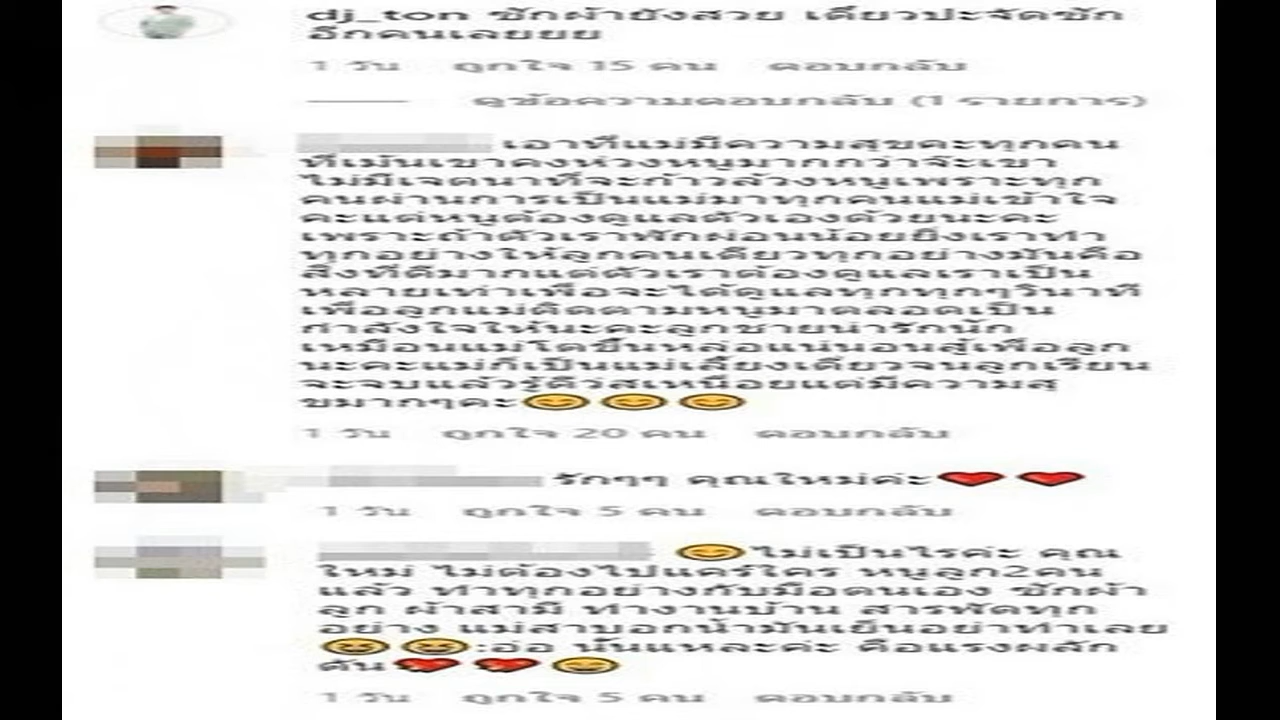 dj_ton ซักผ้ายังสวย เดี๋ยวปะจัดซัก
อีกคนเลยยย
1 วัน ถูกใจ 15 คน ตอบกลับ
ดูข้อความตอบกลับ (1 รายการ)
เอาที่แม่มีความสุขคะทุกคน
ที่เม้นเขาคงห่วงหนูมากกว่าจ๊ะเขา
ไม่มีเจตนาที่จะก้าวล้วงหนูเพราะทุก
คนผ่านการเป็นแม่มาทุกคนแม่เข้าใจ
คะแต่หนูต้องดูแลตัวเองด้วยนะคะ
เพราะถ้าตัวเราพักผ่อนน้อยยิ่งเราทำ
ทุกอย่างให้ลูกคนเดียวทุกอย่างมันคือ
สิ่งที่ดีมากแต่ตัวเราต้องดูแลเราเป็น
หลายเท่าเพื่อจะได้ดูแลทุกทุกๆวินาที
เพื่อลูกแม่ติดตามหนูมาตลอดเป็น
กำลังใจให้นะคะลูกชายน่ารักนัก
เหมือนแม่โตขึ้นหล่อแน่นอนสู้เพื่อลูก
นะคะแม่ก็เป็นแม่เลี้ยงเดี่ยวจนลูกเรียน
จะจบแล้วรู้ดีวสเหนื่อยแต่มีความสุ
ขมากๆคะ😊😊😊
1 วัน ถูกใจ 20 คน ตอบกลับ
รักๆๆ คุณใหม่ค่ะ❤️❤️
1 วัน ถูกใจ 5 คน ตอบกลับ
😊ไม่เป็นไรค่ะ คุณ
ใหม่ ไม่ต้องไปแคร์ใคร หนูลูก2คน
แล้ว ทำทุกอย่างกับมือตนเอง ซักผ้า
ลูก ผ้าสามี ทำงานบ้าน สารพัดทุก
อย่าง แม่สาบอกน้ำมันเย็นอย่าทำเลย
😆😆:อ่อ นั้นแหละค่ะ คือแรงผลัก
ดัน❤️❤️😄
1 วัน ถูกใจ 5 คน ตอบกลับ